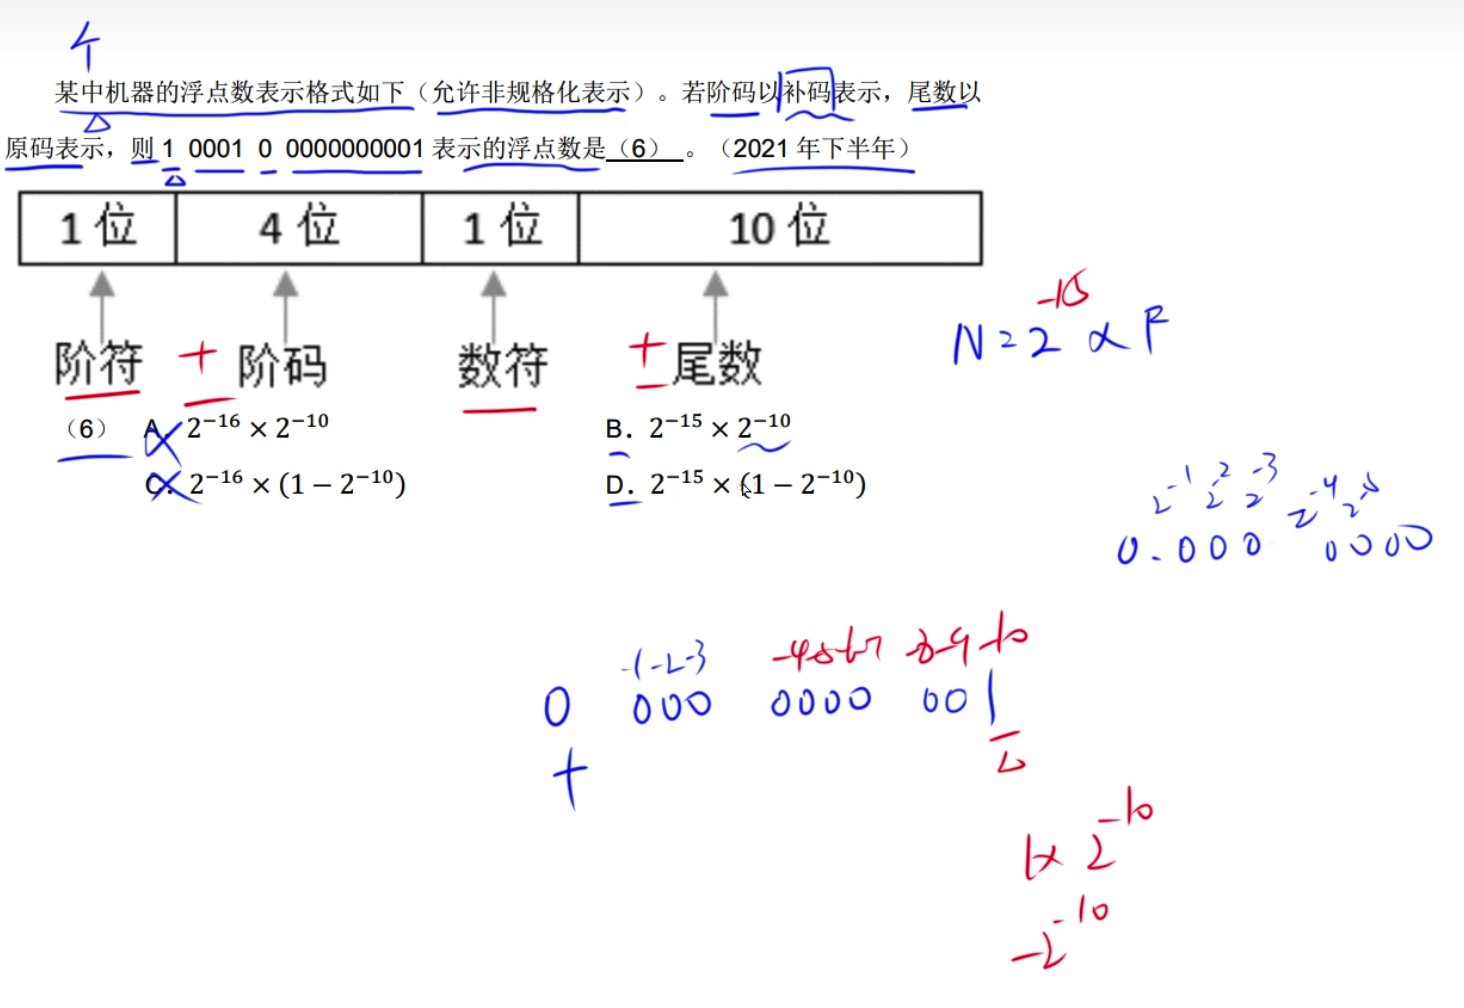 个
某中机器的浮点数表示格式如下（允许非规格化表示）。若阶码以补码表示，尾数以
原码表示，则 1 0001 0 0000000001 表示的浮点数是（6）。（2021 年下半年）
1 位 4 位 1 位 10 位
阶符 + 阶码 数符 ± 尾数
N = 2^-15 × F
（6） A. 2^−16 × 2^−10 B. 2^−15 × 2^−10
C. 2^−16 × (1 − 2^−10) D. 2^−15 × (1 − 2^−10)
2^-1 2^-2 2^-3 2^-4 2^-5
0.000 0000
-1 -2 -3 -4 -5 -6 -7 -8 -9 -10
0 000 0000 001
+
1× 2^-10
-2^-10